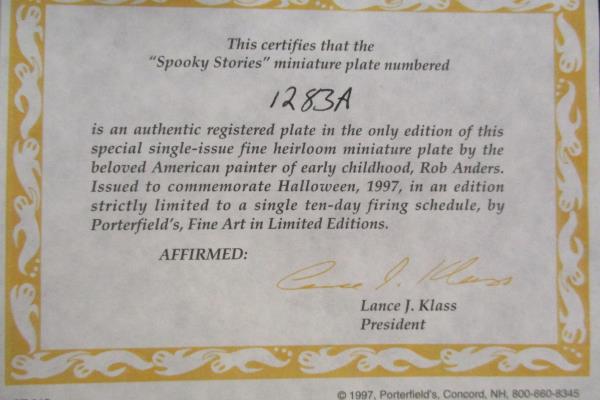 This certifies that the
"Spooky Stories" miniature plate numbered
1283A
is an authentic registered plate in the only edition of this
special single-issue fine heirloom miniature plate by the
beloved American painter of early childhood, Rob Anders.
Issued to commemorate Halloween, 1997, in an edition
strictly limited to a single ten-day firing schedule, by
Porterfield's, Fine Art in Limited Editions.
AFFIRMED:
Lance J. Klass
Lance J. Klass
President
© 1997, Porterfield's, Concord, NH, 800-660-8345